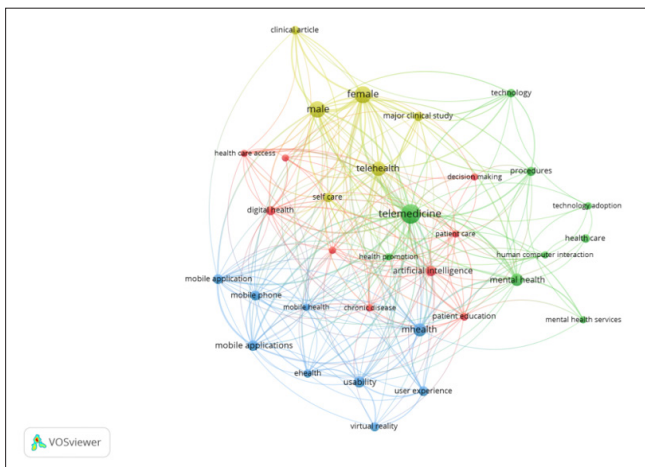 clinical article
female
technology
male
major clinical study
health care access
telehealth
decision making
procedures
self care
digital health
telemedicine
technology adoption
patient care
health care
health promotion
human computer interaction
artificial intelligence
mobile application
mental health
mobile phone
mobile health
chronic disease
patient education
mental health services
mhealth
mobile applications
ehealth
usability
user experience
virtual reality
VOSviewer